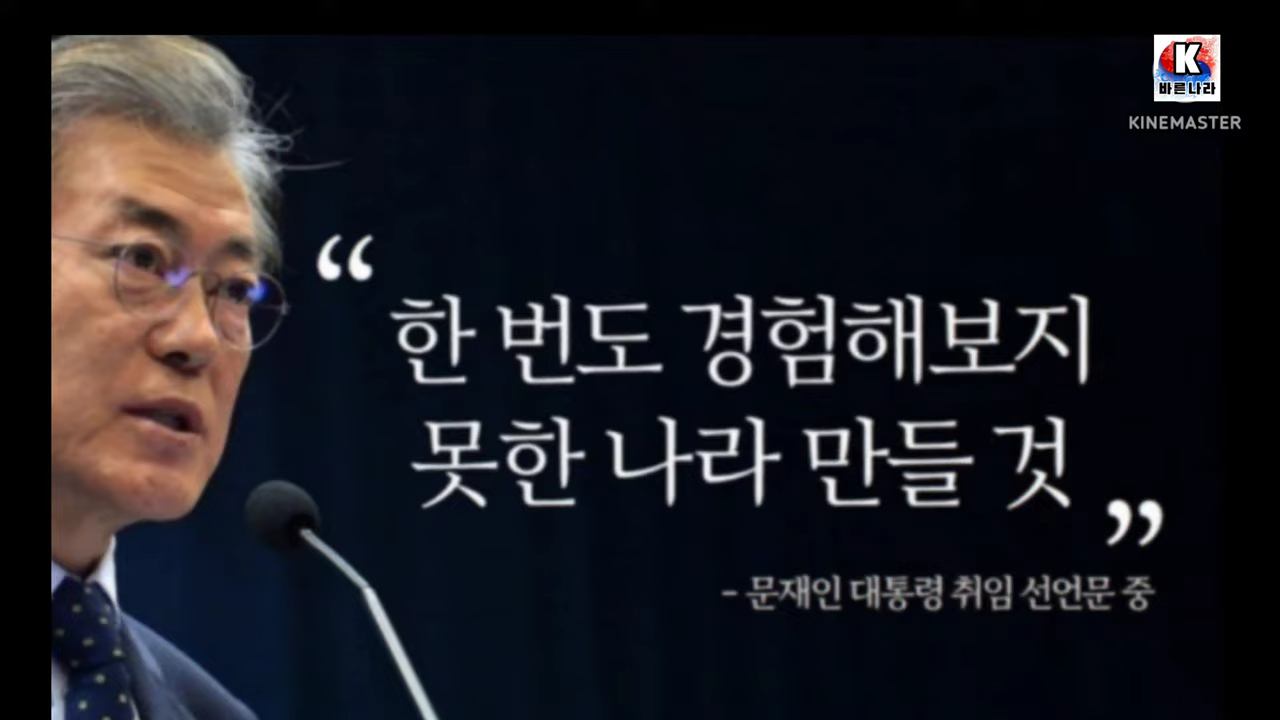 K
바른나라
KINEMASTER
“한 번도 경험해보지
못한 나라 만들 것”
- 문재인 대통령 취임 선언문 중